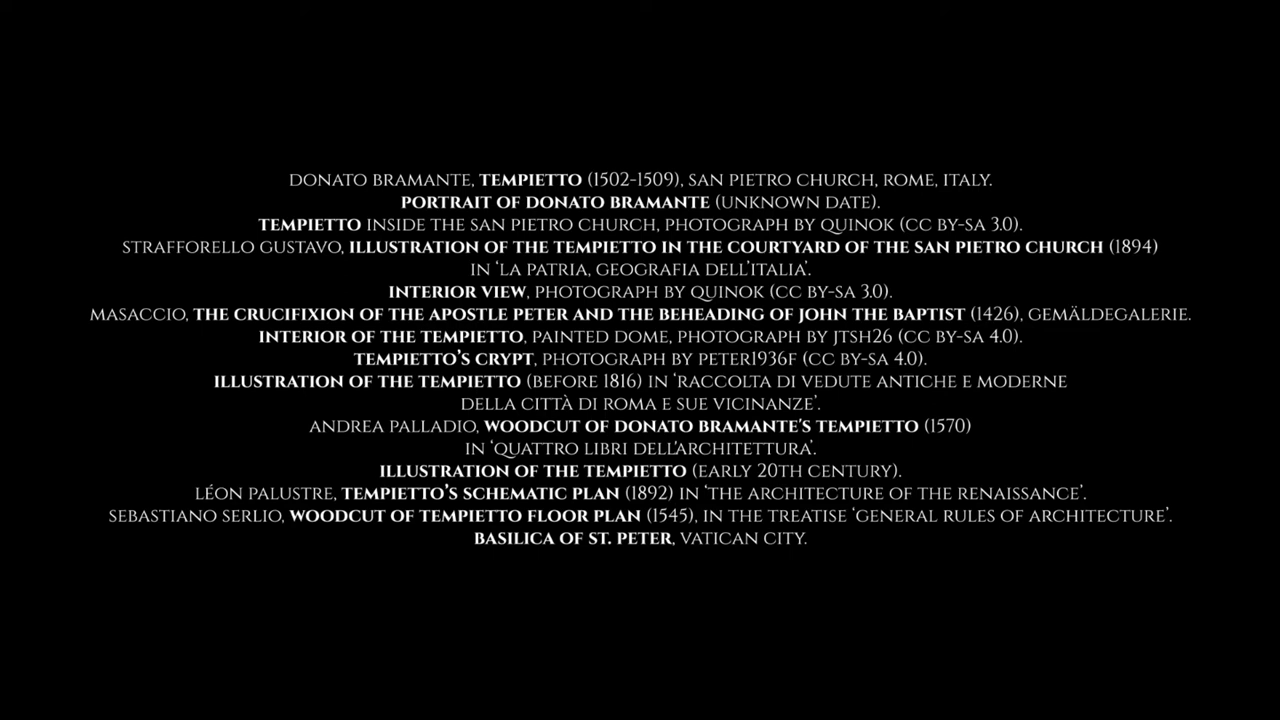 DONATO BRAMANTE, TEMPIETTO (1502-1509), SAN PIETRO CHURCH, ROME, ITALY.
PORTRAIT OF DONATO BRAMANTE (UNKNOWN DATE).
TEMPIETTO INSIDE THE SAN PIETRO CHURCH, PHOTOGRAPH BY QUINOK (CC BY-SA 3.0).
STRAFFORELLO GUSTAVO, ILLUSTRATION OF THE TEMPIETTO IN THE COURTYARD OF THE SAN PIETRO CHURCH (1894)
IN ‘LA PATRIA, GEOGRAFIA DELL’ITALIA’.
INTERIOR VIEW, PHOTOGRAPH BY QUINOK (CC BY-SA 3.0).
MASACCIO, THE CRUCIFIXION OF THE APOSTLE PETER AND THE BEHEADING OF JOHN THE BAPTIST (1426), GEMÄLDEGALERIE.
INTERIOR OF THE TEMPIETTO, PAINTED DOME, PHOTOGRAPH BY JTSH26 (CC BY-SA 4.0).
TEMPIETTO’S CRYPT, PHOTOGRAPH BY PETER1936F (CC BY-SA 4.0).
ILLUSTRATION OF THE TEMPIETTO (BEFORE 1816) IN ‘RACCOLTA DI VEDUTE ANTICHE E MODERNE
DELLA CITTÀ DI ROMA E SUE VICINANZE’.
ANDREA PALLADIO, WOODCUT OF DONATO BRAMANTE'S TEMPIETTO (1570)
IN ‘QUATTRO LIBRI DELL'ARCHITETTURA’.
ILLUSTRATION OF THE TEMPIETTO (EARLY 20TH CENTURY).
LÉON PALUSTRE, TEMPIETTO’S SCHEMATIC PLAN (1892) IN ‘THE ARCHITECTURE OF THE RENAISSANCE’.
SEBASTIANO SERLIO, WOODCUT OF TEMPIETTO FLOOR PLAN (1545), IN THE TREATISE ‘GENERAL RULES OF ARCHITECTURE’.
BASILICA OF ST. PETER, VATICAN CITY.